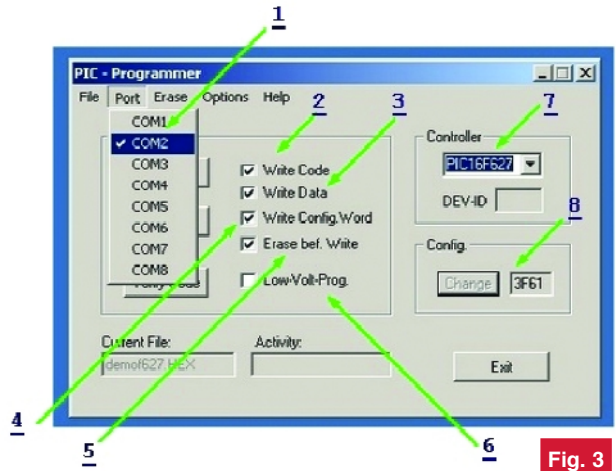 1
PIC - Programmer
File Port Erase Options Help
2
3
7
COM1
COM2
COM3
COM4
COM5
COM6
COM7
COM8
Write Code
Write Data
Write Config.Word
Erase bef. Write
Low-Volt-Prog.
Controller
PIC16F627
DEV-ID
8
Config.
Change 3F61
Current File:
demof627.HEX
Activity:
Exit
4
5
6
Fig. 3